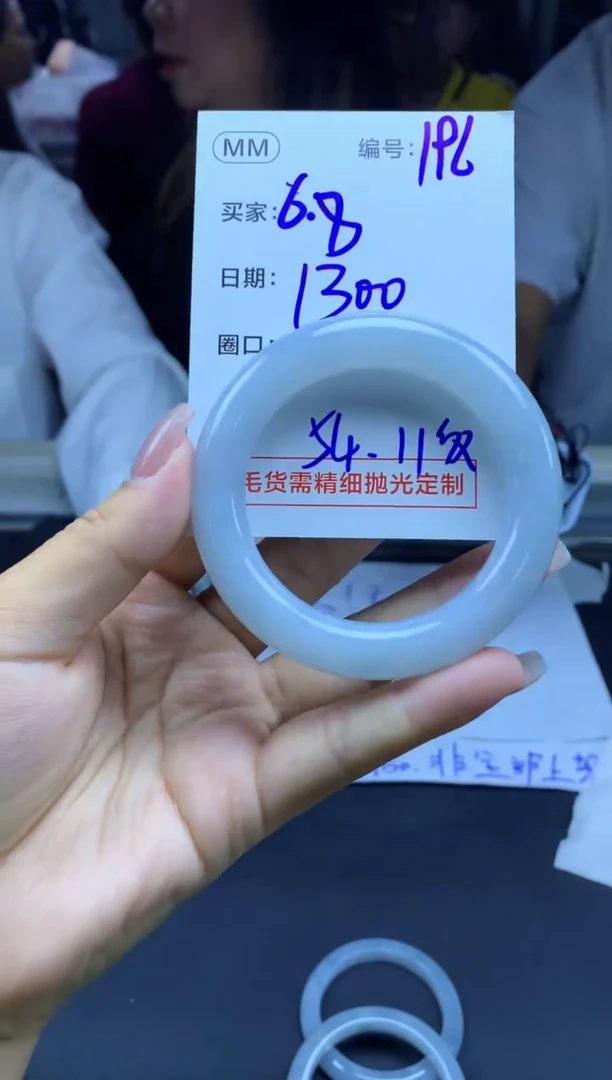 MM 编号:196
买家:6.8
日期: 1300
圈口:
54.11级
毛货需精细抛光定制